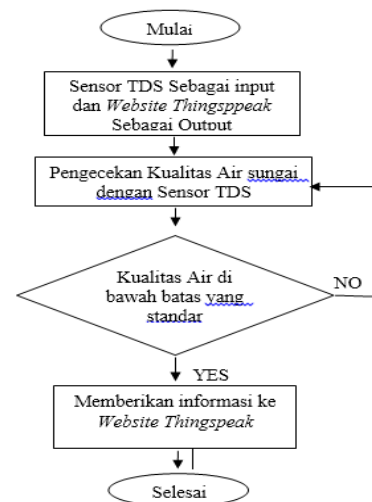 Mulai
Sensor TDS Sebagai input
dan Website Thingsppeak
Sebagai Output
Pengecekan Kualitas Air sungai
dengan Sensor TDS
Kualitas Air di
bawah batas yang
standar
NO
YES
Memberikan informasi ke
Website Thingspeak
Selesai